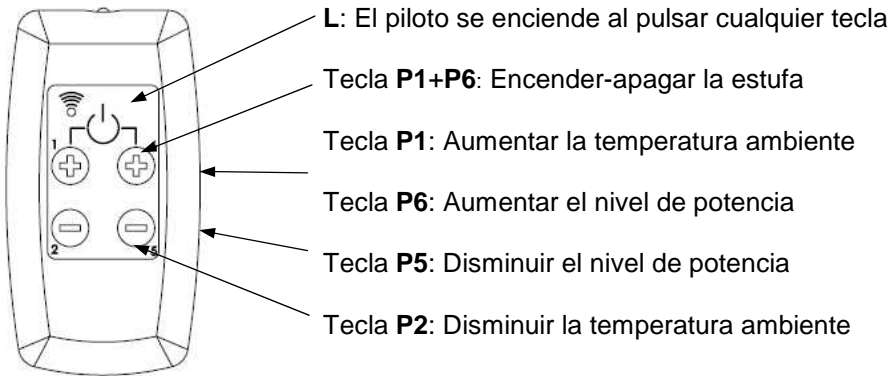 L: El piloto se enciende al pulsar cualquier tecla
Tecla P1+P6: Encender-apagar la estufa
Tecla P1: Aumentar la temperatura ambiente
Tecla P6: Aumentar el nivel de potencia
Tecla P5: Disminuir el nivel de potencia
Tecla P2: Disminuir la temperatura ambiente
1
2
5